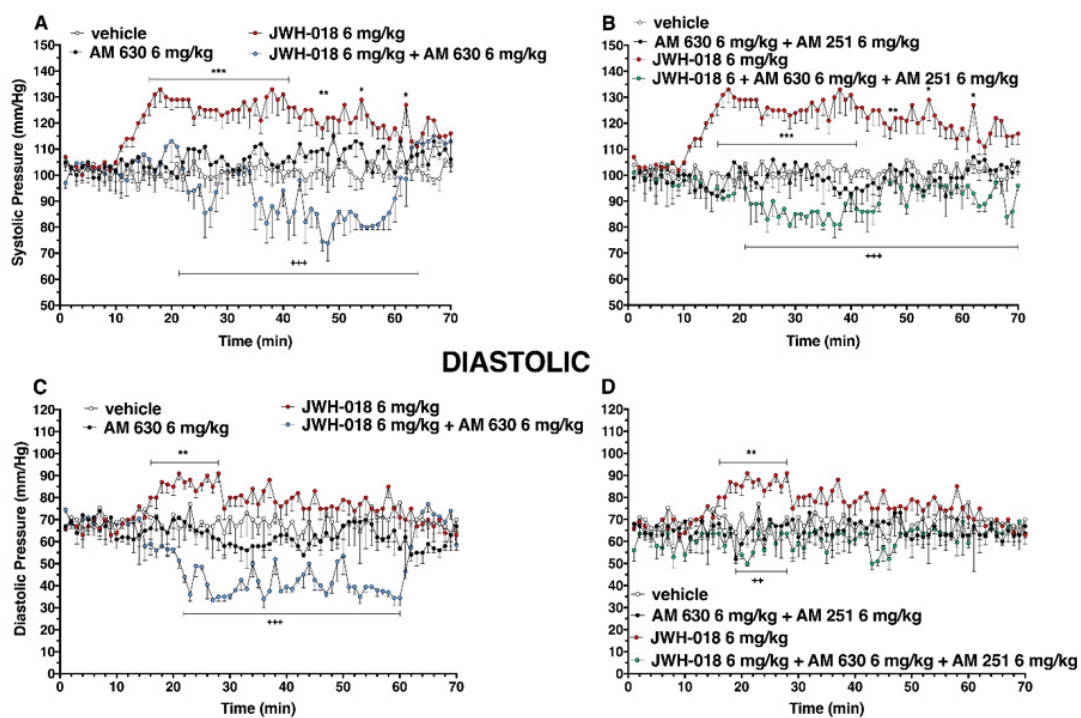 A
vehicle
AM 630 6 mg/kg
JWH-018 6 mg/kg
JWH-018 6 mg/kg + AM 630 6 mg/kg
150
140
130
120
110
100
90
80
70
60
50
Systolic Pressure (mm/Hg)
***
**
*
*
+++
0 10 20 30 40 50 60 70
Time (min)
B
vehicle
AM 630 6 mg/kg + AM 251 6 mg/kg
JWH-018 6 mg/kg
JWH-018 6 + AM 630 6 mg/kg + AM 251 6 mg/kg
150
140
130
120
110
100
90
80
70
60
50
***
**
*
*
+++
0 10 20 30 40 50 60 70
Time (min)
DIASTOLIC
C
vehicle
AM 630 6 mg/kg
JWH-018 6 mg/kg
JWH-018 6 mg/kg + AM 630 6 mg/kg
120
110
100
90
80
70
60
50
40
30
20
10
0
Diastolic Pressure (mm/Hg)
**
+++
0 10 20 30 40 50 60 70
Time (min)
D
120
110
100
90
80
70
60
50
40
30
20
10
0
**
++
vehicle
AM 630 6 mg/kg + AM 251 6 mg/kg
JWH-018 6 mg/kg
JWH-018 6 mg/kg + AM 630 6 mg/kg + AM 251 6 mg/kg
0 10 20 30 40 50 60 70
Time (min)